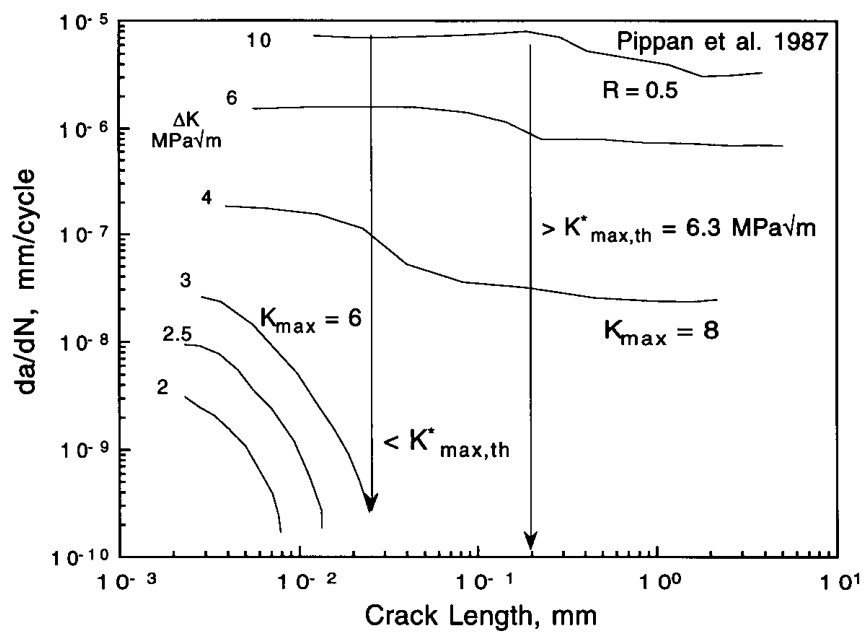 10⁻⁵
10
Pippan et al. 1987
R = 0.5
6
10⁻⁶
ΔK
MPa√m
4
> K*max,th = 6.3 MPa√m
10⁻⁷
3
Kmax = 6
Kmax = 8
10⁻⁸
2.5
2
< K*max,th
10⁻⁹
10⁻¹⁰
da/dN, mm/cycle
10⁻³ 10⁻² 10⁻¹ 10⁰ 10¹
Crack Length, mm